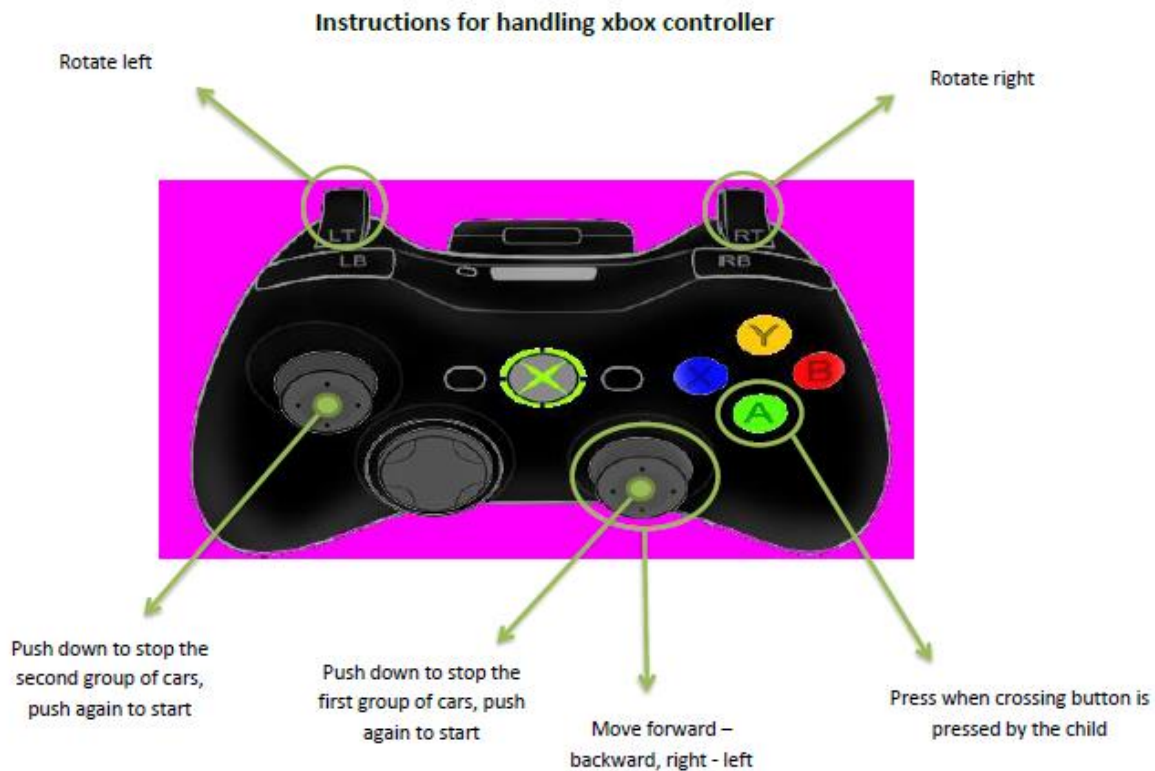 Instructions for handling xbox controller
Rotate left
Rotate right
LT
RT
LB
RB
Y
X
B
A
Push down to stop the
second group of cars,
push again to start
Push down to stop the
first group of cars, push
again to start
Move forward –
backward, right - left
Press when crossing button is
pressed by the child